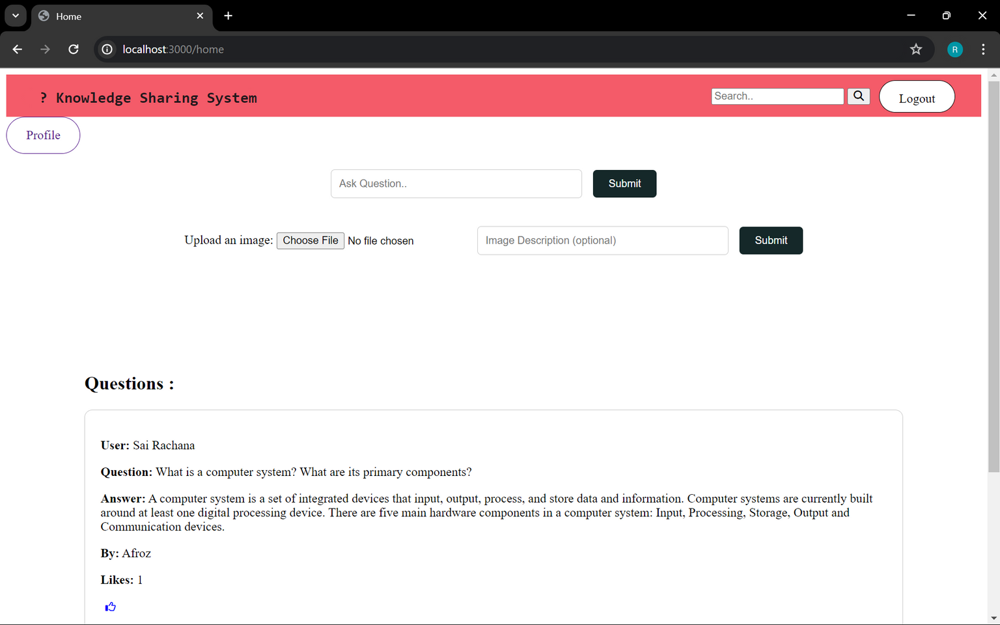 Home
localhost:3000/home
R
? Knowledge Sharing System
Search..
Logout
Profile
Ask Question..
Submit
Upload an image: Choose File No file chosen
Image Description (optional)
Submit
Questions :
User: Sai Rachana
Question: What is a computer system? What are its primary components?
Answer: A computer system is a set of integrated devices that input, output, process, and store data and information. Computer systems are currently built
around at least one digital processing device. There are five main hardware components in a computer system: Input, Processing, Storage, Output and
Communication devices.
By: Afroz
Likes: 1